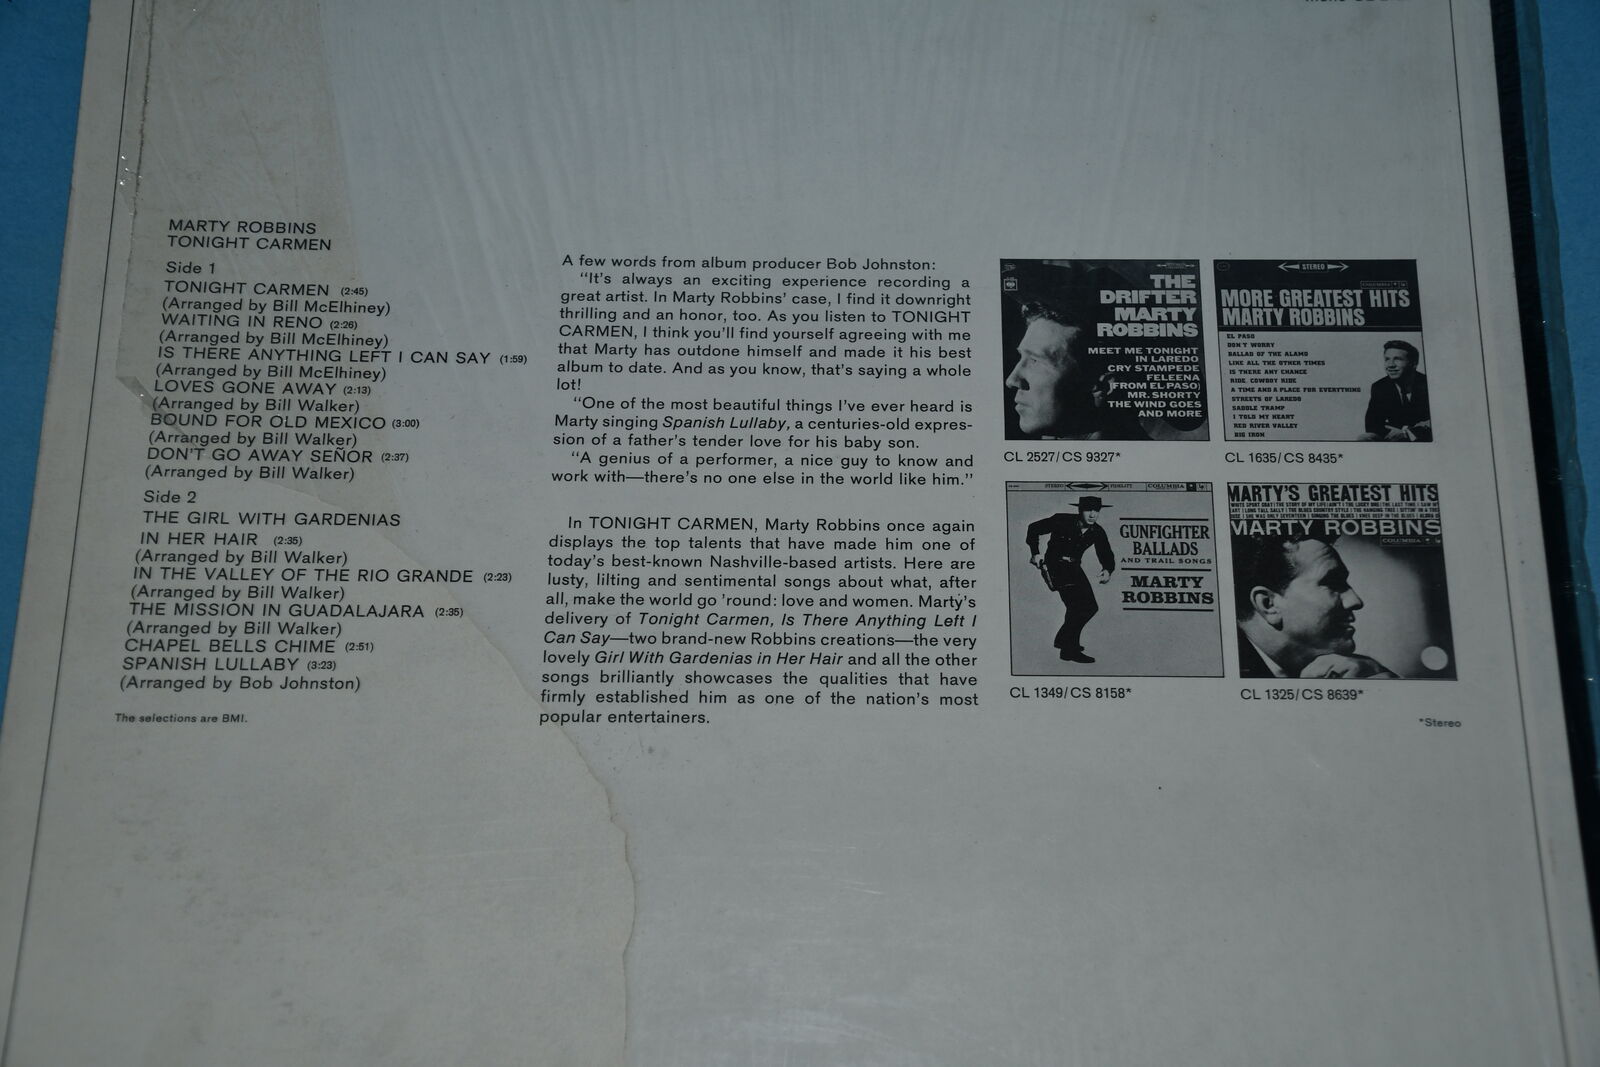 MARTY ROBBINS
TONIGHT CARMEN
Side 1
TONIGHT CARMEN (2:45)
(Arranged by Bill McElhiney)
WAITING IN RENO (2:26)
(Arranged by Bill McElhiney)
IS THERE ANYTHING LEFT I CAN SAY (1:59)
(Arranged by Bill McElhiney)
LOVES GONE AWAY (2:13)
(Arranged by Bill Walker)
BOUND FOR OLD MEXICO (3:00)
(Arranged by Bill Walker)
DON'T GO AWAY SEÑOR (2:37)
(Arranged by Bill Walker)
Side 2
THE GIRL WITH GARDENIAS
IN HER HAIR (2:35)
(Arranged by Bill Walker)
IN THE VALLEY OF THE RIO GRANDE (2:23)
(Arranged by Bill Walker)
THE MISSION IN GUADALAJARA (2:35)
(Arranged by Bill Walker)
CHAPEL BELLS CHIME (2:51)
SPANISH LULLABY (3:23)
(Arranged by Bob Johnston)
The selections are BMI.
A few words from album producer Bob Johnston:
"It's always an exciting experience recording a
great artist. In Marty Robbins' case, I find it downright
thrilling and an honor, too. As you listen to TONIGHT
CARMEN, I think you'll find yourself agreeing with me
that Marty has outdone himself and made it his best
album to date. And as you know, that's saying a whole
lot!
"One of the most beautiful things I've ever heard is
Marty singing Spanish Lullaby, a centuries-old expres-
sion of a father's tender love for his baby son.
"A genius of a performer, a nice guy to know and
work with—there's no one else in the world like him."
In TONIGHT CARMEN, Marty Robbins once again
displays the top talents that have made him one of
today's best-known Nashville-based artists. Here are
lusty, lilting and sentimental songs about what, after
all, make the world go 'round: love and women. Marty's
delivery of Tonight Carmen, Is There Anything Left I
Can Say—two brand-new Robbins creations—the very
lovely Girl With Gardenias in Her Hair and all the other
songs brilliantly showcases the qualities that have
firmly established him as one of the nation's most
popular entertainers.
THE
DRIFTER
MARTY
ROBBINS
MEET ME TONIGHT
IN LAREDO
CRY STAMPEDE
FELEENA
(FROM EL PASO)
MR. SHORTY
THE WIND GOES
AND MORE
CL 2527/CS 9327*
STEREO
COLUMBIA
MORE GREATEST HITS
MARTY ROBBINS
EL PASO
DON'T WORRY
BALLAD OF THE ALAMO
LIKE ALL THE OTHER TIMES
IS THERE ANY CHANCE
RIDE, COWBOY RIDE
A TIME AND A PLACE FOR EVERYTHING
STREETS OF LAREDO
SADDLE TRAMP
I TOLD MY HEART
RED RIVER VALLEY
BIG IRON
CL 1635/CS 8435*
STEREO FIDELITY COLUMBIA
GUNFIGHTER
BALLADS
AND TRAIL SONGS
MARTY
ROBBINS
CL 1349/CS 8158*
MARTY'S GREATEST HITS
MARTY ROBBINS
COLUMBIA
CL 1325/CS 8639*
*Stereo